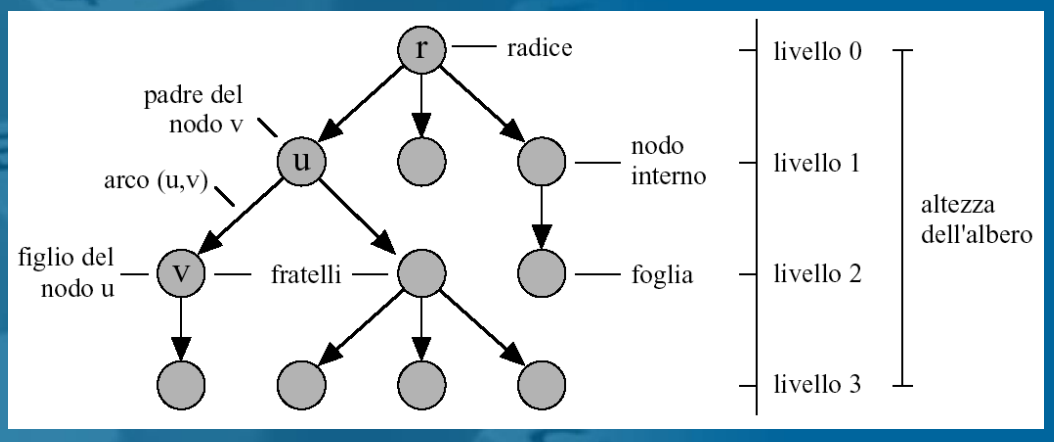 r
radice
livello 0
padre del
nodo v
u
nodo
interno
livello 1
arco (u,v)
altezza
dell'albero
figlio del
nodo u
v
fratelli
foglia
livello 2
livello 3